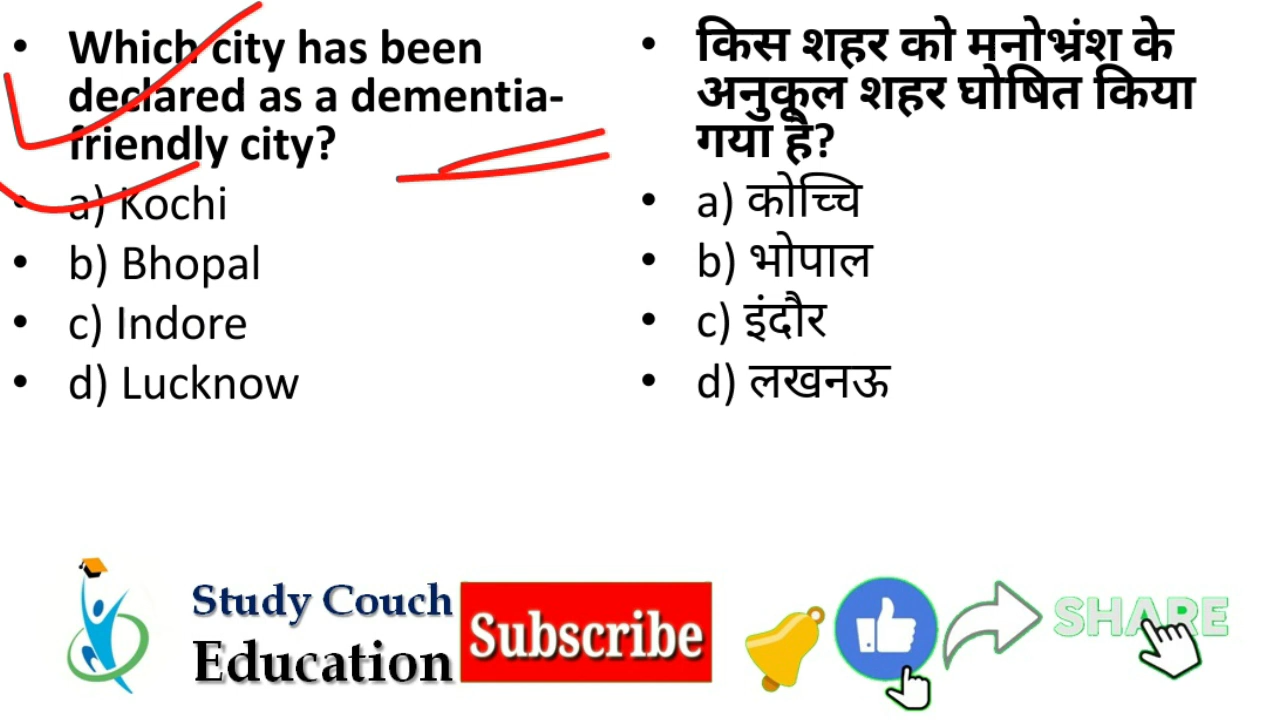 • Which city has been
declared as a dementia-
friendly city?
• a) Kochi
• b) Bhopal
• c) Indore
• d) Lucknow
• किस शहर को मनोभ्रंश के
अनुकूल शहर घोषित किया
गया है?
• a) कोच्चि
• b) भोपाल
• c) इंदौर
• d) लखनऊ
Study Couch
Education
Subscribe
SHARE